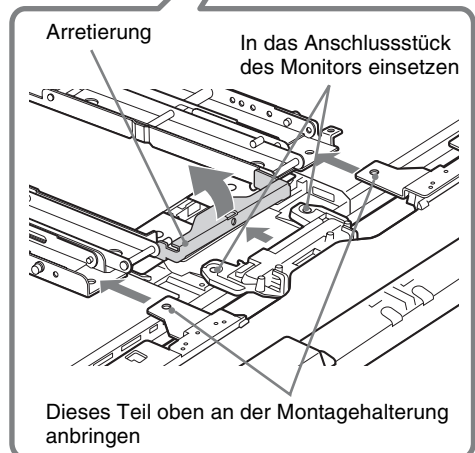 Arretierung
In das Anschlussstück
des Monitors einsetzen
Dieses Teil oben an der Montagehalterung
anbringen